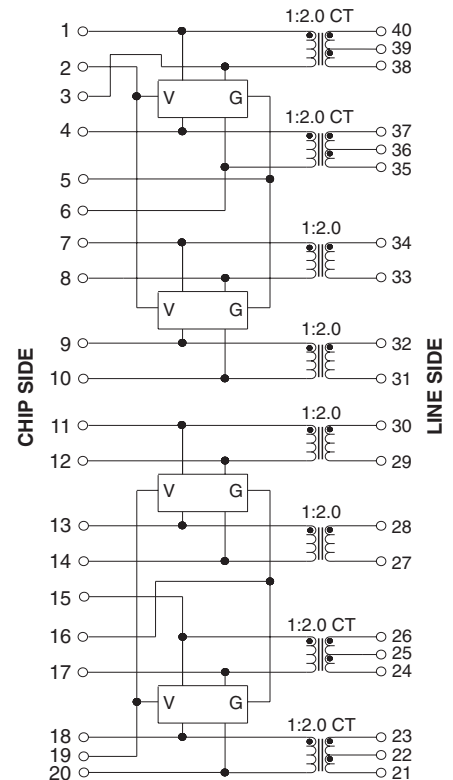 1:2.0 CT
1 40
39
2 38
3 V G
1:2.0 CT
4 37
36
5 35
6
1:2.0
7 34
8 33
V G
1:2.0
9 32
10 31
CHIP SIDE
LINE SIDE
1:2.0
11 30
12 29
V G
1:2.0
13 28
14 27
15
1:2.0 CT
16 26
25
17 24
V G
1:2.0 CT
18 23
19 22
20 21